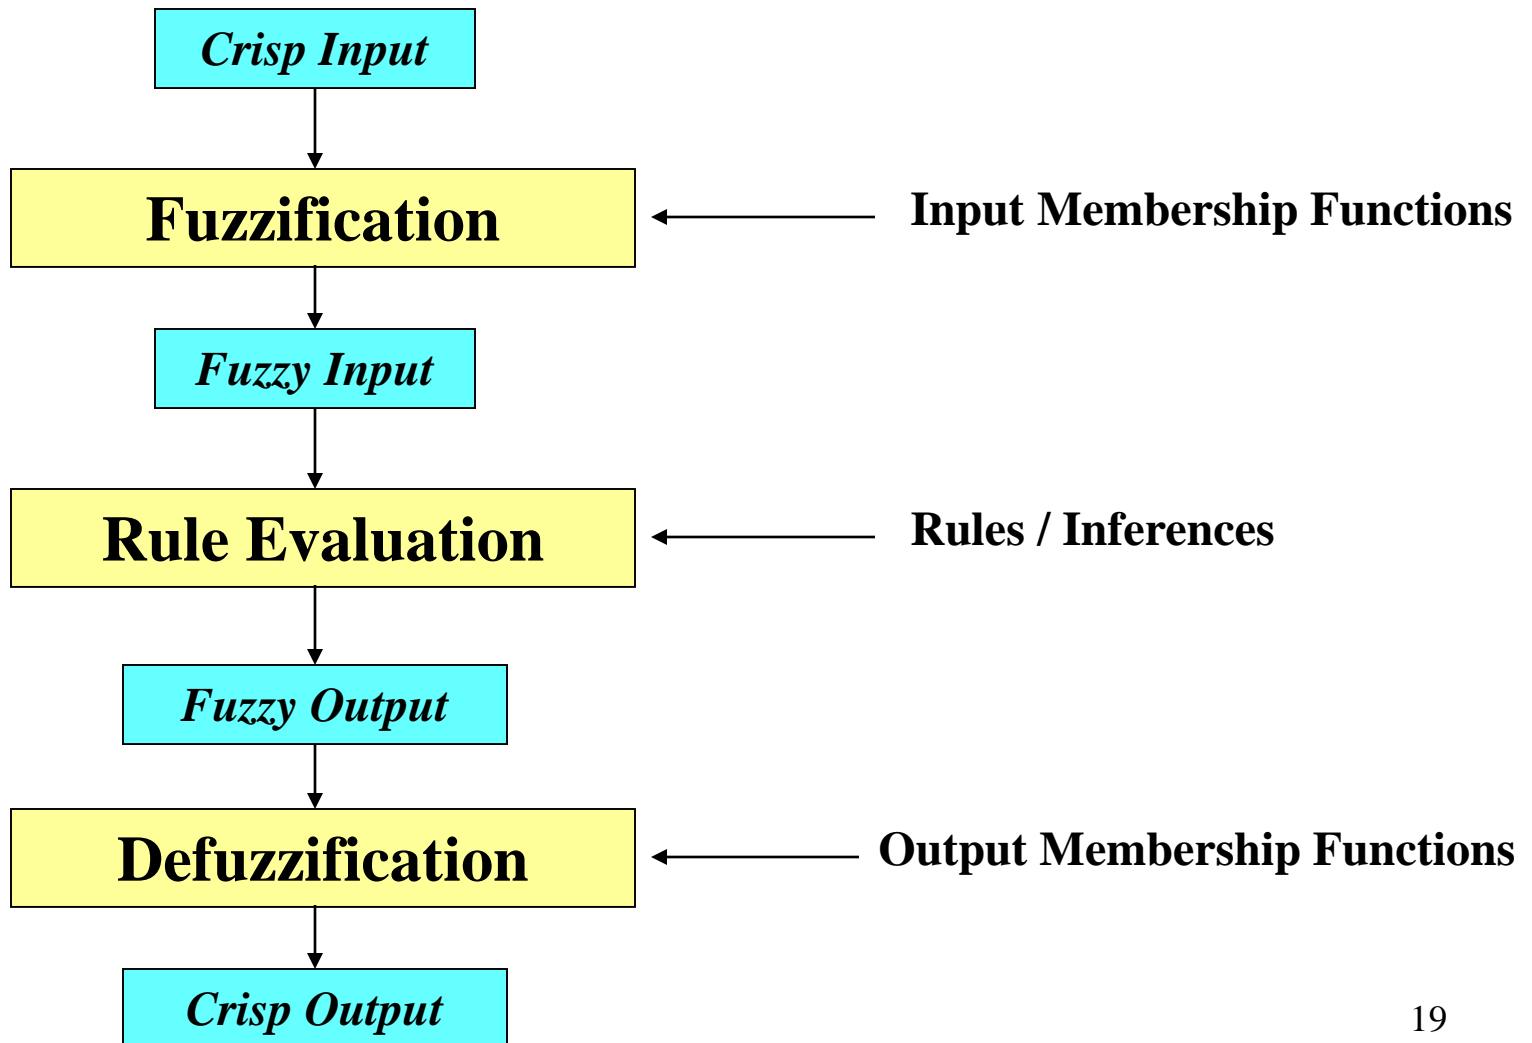 Crisp Input
Fuzzification
Input Membership Functions
Fuzzy Input
Rule Evaluation
Rules / Inferences
Fuzzy Output
Defuzzification
Output Membership Functions
Crisp Output
19